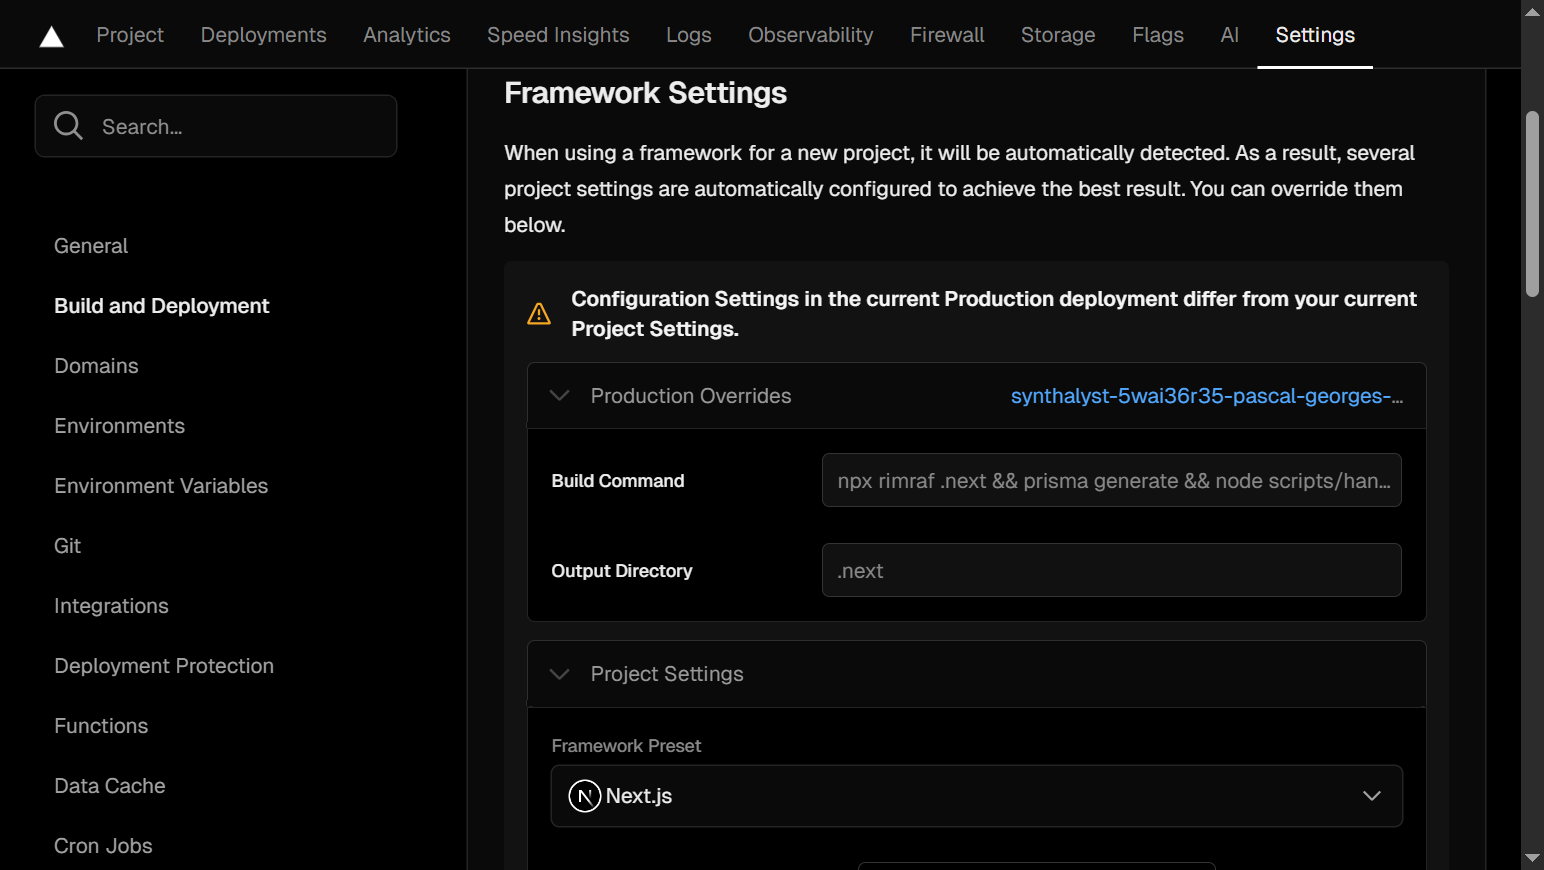 Project Deployments Analytics Speed Insights Logs Observability Firewall Storage Flags AI Settings
Search...
General
Build and Deployment
Domains
Environments
Environment Variables
Git
Integrations
Deployment Protection
Functions
Data Cache
Cron Jobs
Framework Settings
When using a framework for a new project, it will be automatically detected. As a result, several
project settings are automatically configured to achieve the best result. You can override them
below.
Configuration Settings in the current Production deployment differ from your current
Project Settings.
Production Overrides synthalyst-5wai36r35-pascal-georges-...
Build Command npx rimraf .next && prisma generate && node scripts/han...
Output Directory .next
Project Settings
Framework Preset
N Next.js